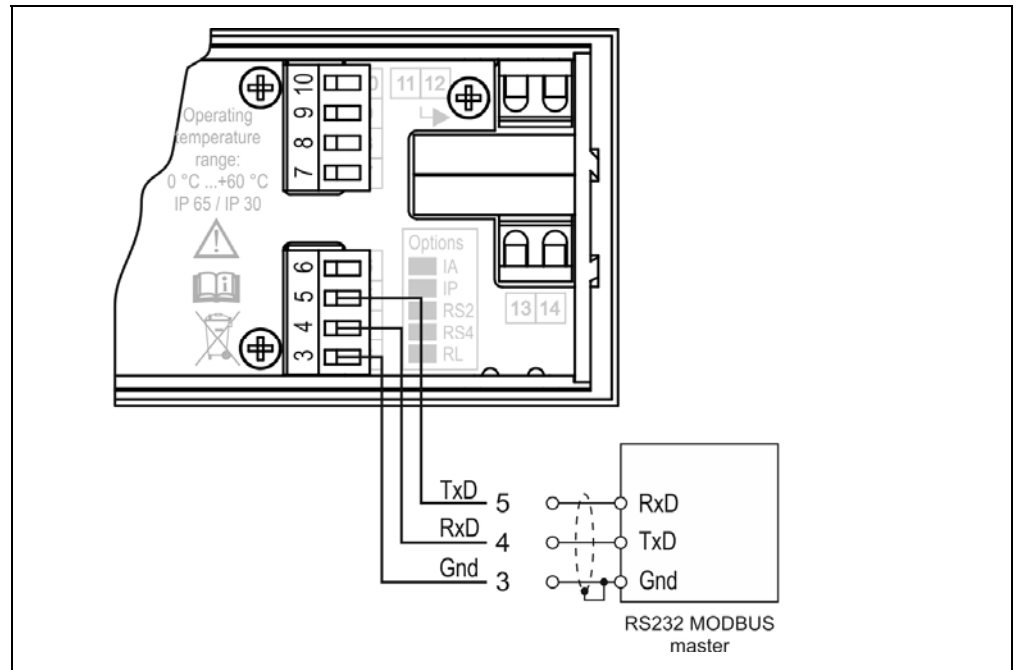 10
9
8
7
11 12
Operating
temperature
range:
0 °C ...+60 °C
IP 65 / IP 30
6
5
4
3
Options
IA
IP
RS2
RS4
RL
13 14
TxD 5
RxD 4
Gnd 3
RxD
TxD
Gnd
RS232 MODBUS
master